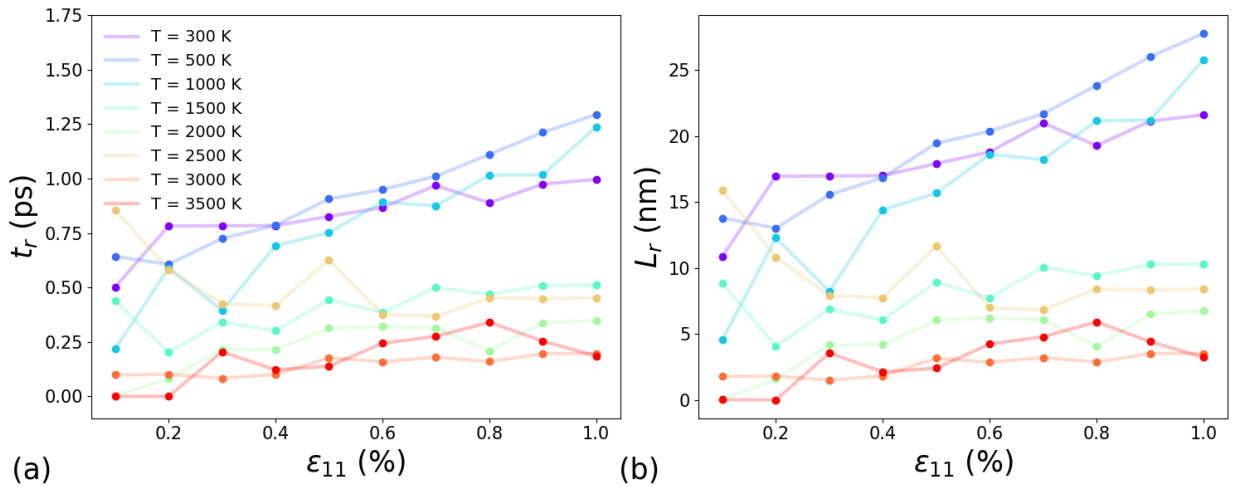 1.75
1.50
1.25
1.00
0.75
0.50
0.25
0.00
t_r (ps)
T = 300 K
T = 500 K
T = 1000 K
T = 1500 K
T = 2000 K
T = 2500 K
T = 3000 K
T = 3500 K
0.2 0.4 0.6 0.8 1.0
ε₁₁ (%)
(a)
25
20
15
10
5
0
L_r (nm)
0.2 0.4 0.6 0.8 1.0
ε₁₁ (%)
(b)